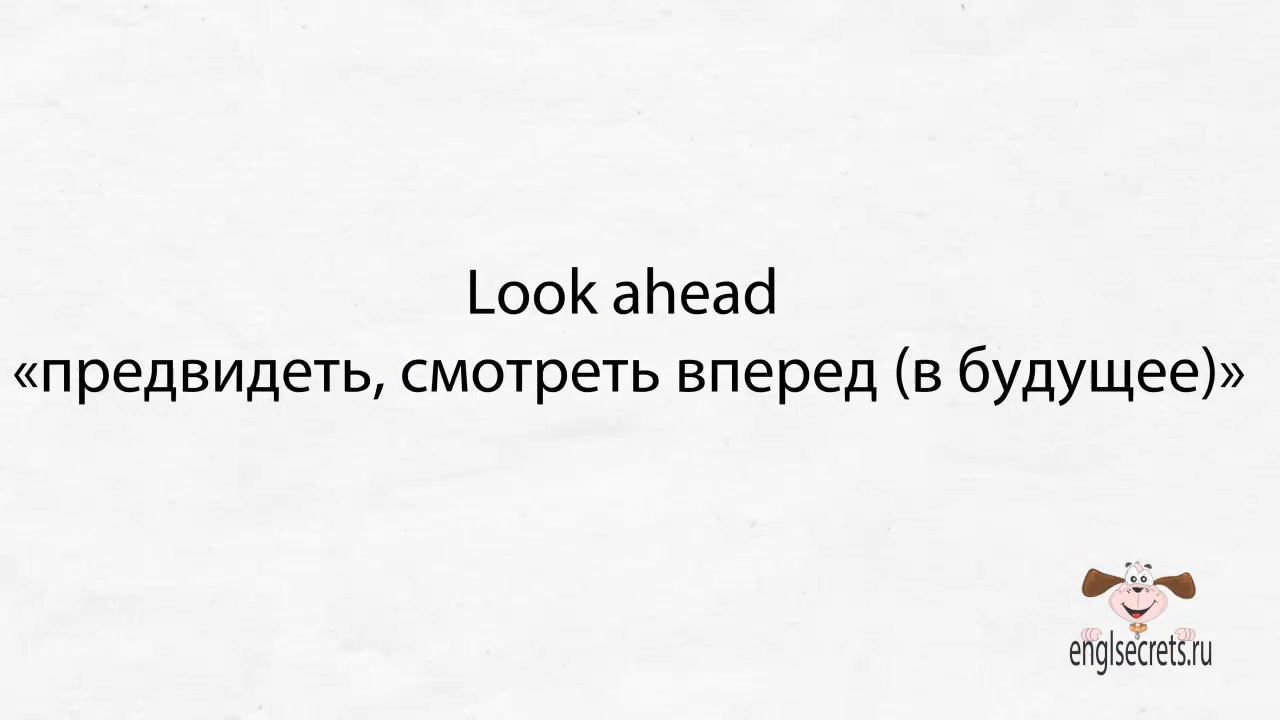 Look ahead
«предвидеть, смотреть вперед (в будущее)»
englsecrets.ru